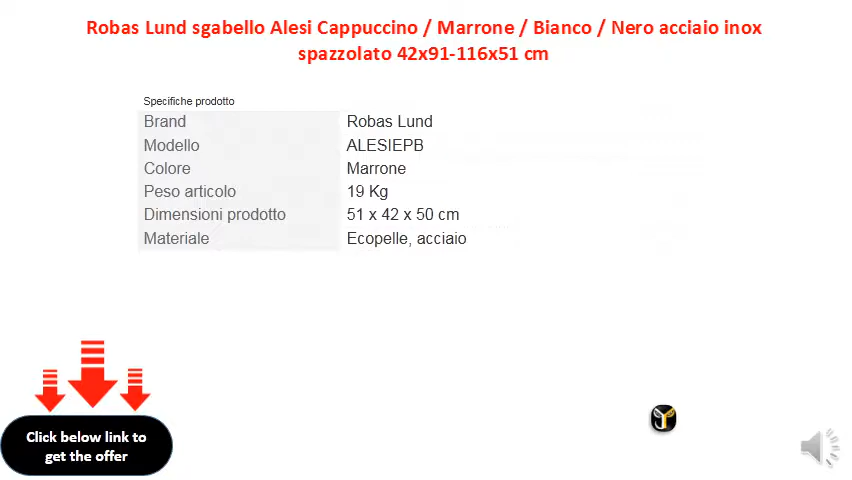 Robas Lund sgabello Alesi Cappuccino / Marrone / Bianco / Nero acciaio inox
spazzolato 42x91-116x51 cm
Specifiche prodotto
Brand Robas Lund
Modello ALESIEPB
Colore Marrone
Peso articolo 19 Kg
Dimensioni prodotto 51 x 42 x 50 cm
Materiale Ecopelle, acciaio
Click below link to
get the offer